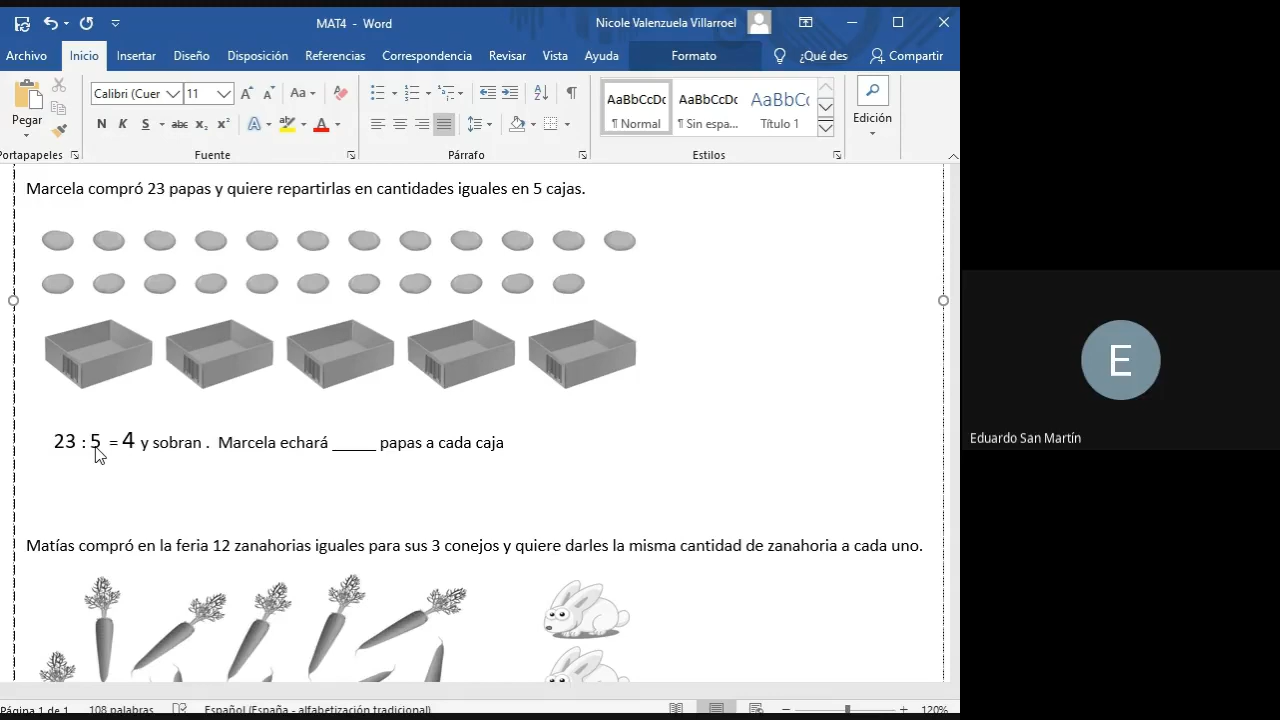 MAT4 - Word
Nicole Valenzuela Villarroel
Archivo Inicio Insertar Diseño Disposición Referencias Correspondencia Revisar Vista Ayuda Formato ¿Qué des Compartir
Pegar
Calibri (Cuer 11
Aa
N K S abc x₂ x²
AaBbCcDc AaBbCcDc AaBbCc
¶ Normal ¶ Sin espa... Título 1
Edición
Portapapeles Fuente Párrafo Estilos
Marcela compró 23 papas y quiere repartirlas en cantidades iguales en 5 cajas.
23 : 5 = 4 y sobran . Marcela echará _____ papas a cada caja
Matías compró en la feria 12 zanahorias iguales para sus 3 conejos y quiere darles la misma cantidad de zanahoria a cada uno.
Página 1 de 1 108 palabras Español (España - alfabetización tradicional) 120%
E
Eduardo San Martín